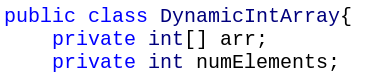 public class DynamicIntArray{
    private int[] arr;
    private int numElements;